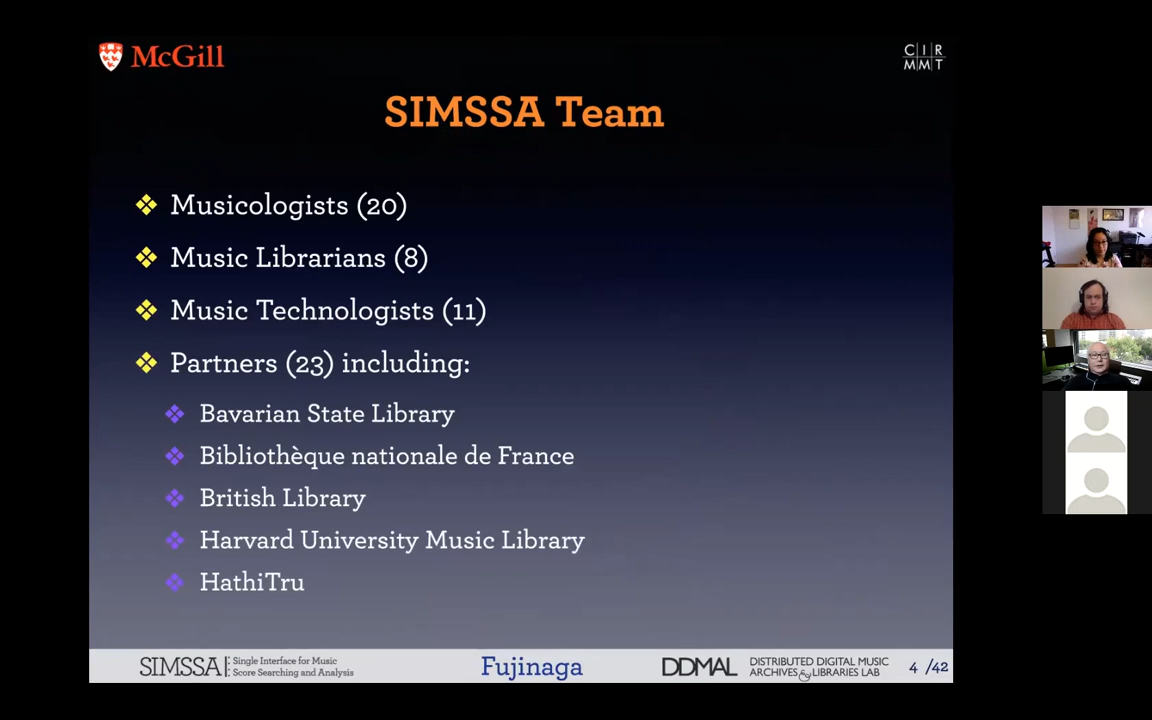 McGill
C I R
M M T
SIMSSA Team
Musicologists (20)
Music Librarians (8)
Music Technologists (11)
Partners (23) including:
Bavarian State Library
Bibliothèque nationale de France
British Library
Harvard University Music Library
HathiTru
SIMSSA Single Interface for Music
Score Searching and Analysis
Fujinaga
DDMAL DISTRIBUTED DIGITAL MUSIC
ARCHIVES & LIBRARIES LAB
4 /42